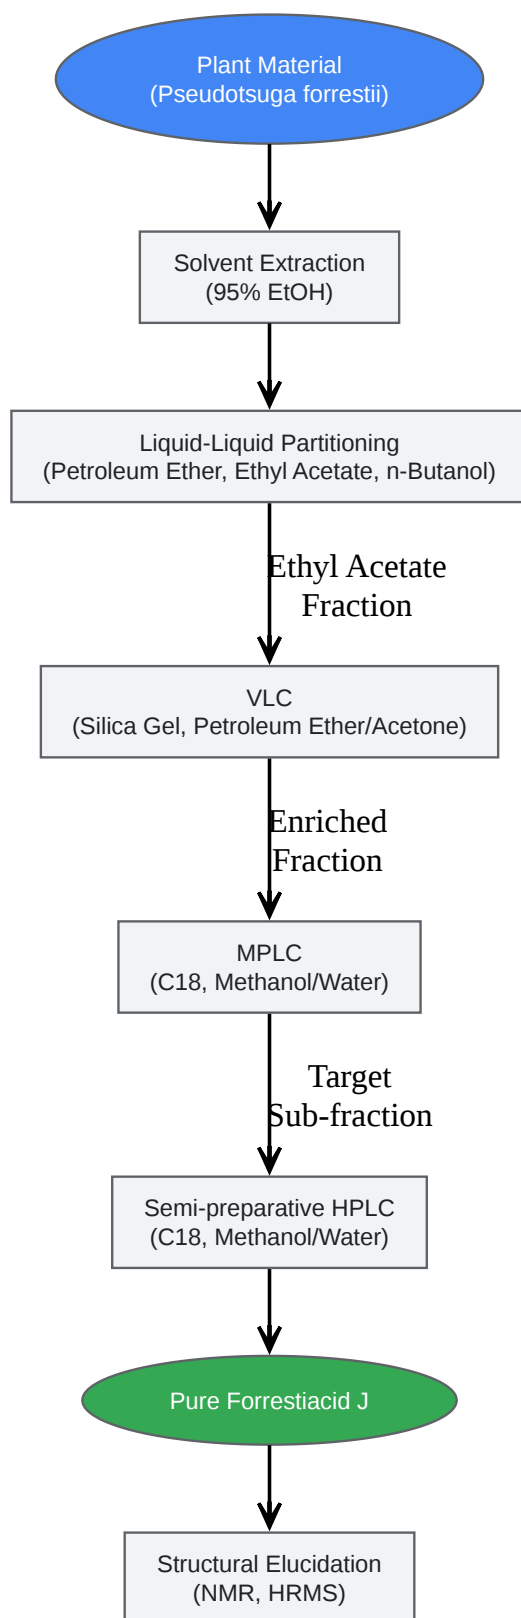 Plant Material
(Pseudotsuga forrestii)
Solvent Extraction
(95% EtOH)
Liquid-Liquid Partitioning
(Petroleum Ether, Ethyl Acetate, n-Butanol)
Ethyl Acetate
Fraction
VLC
(Silica Gel, Petroleum Ether/Acetone)
Enriched
Fraction
MPLC
(C18, Methanol/Water)
Target
Sub-fraction
Semi-preparative HPLC
(C18, Methanol/Water)
Pure Forrestiacid J
Structural Elucidation
(NMR, HRMS)